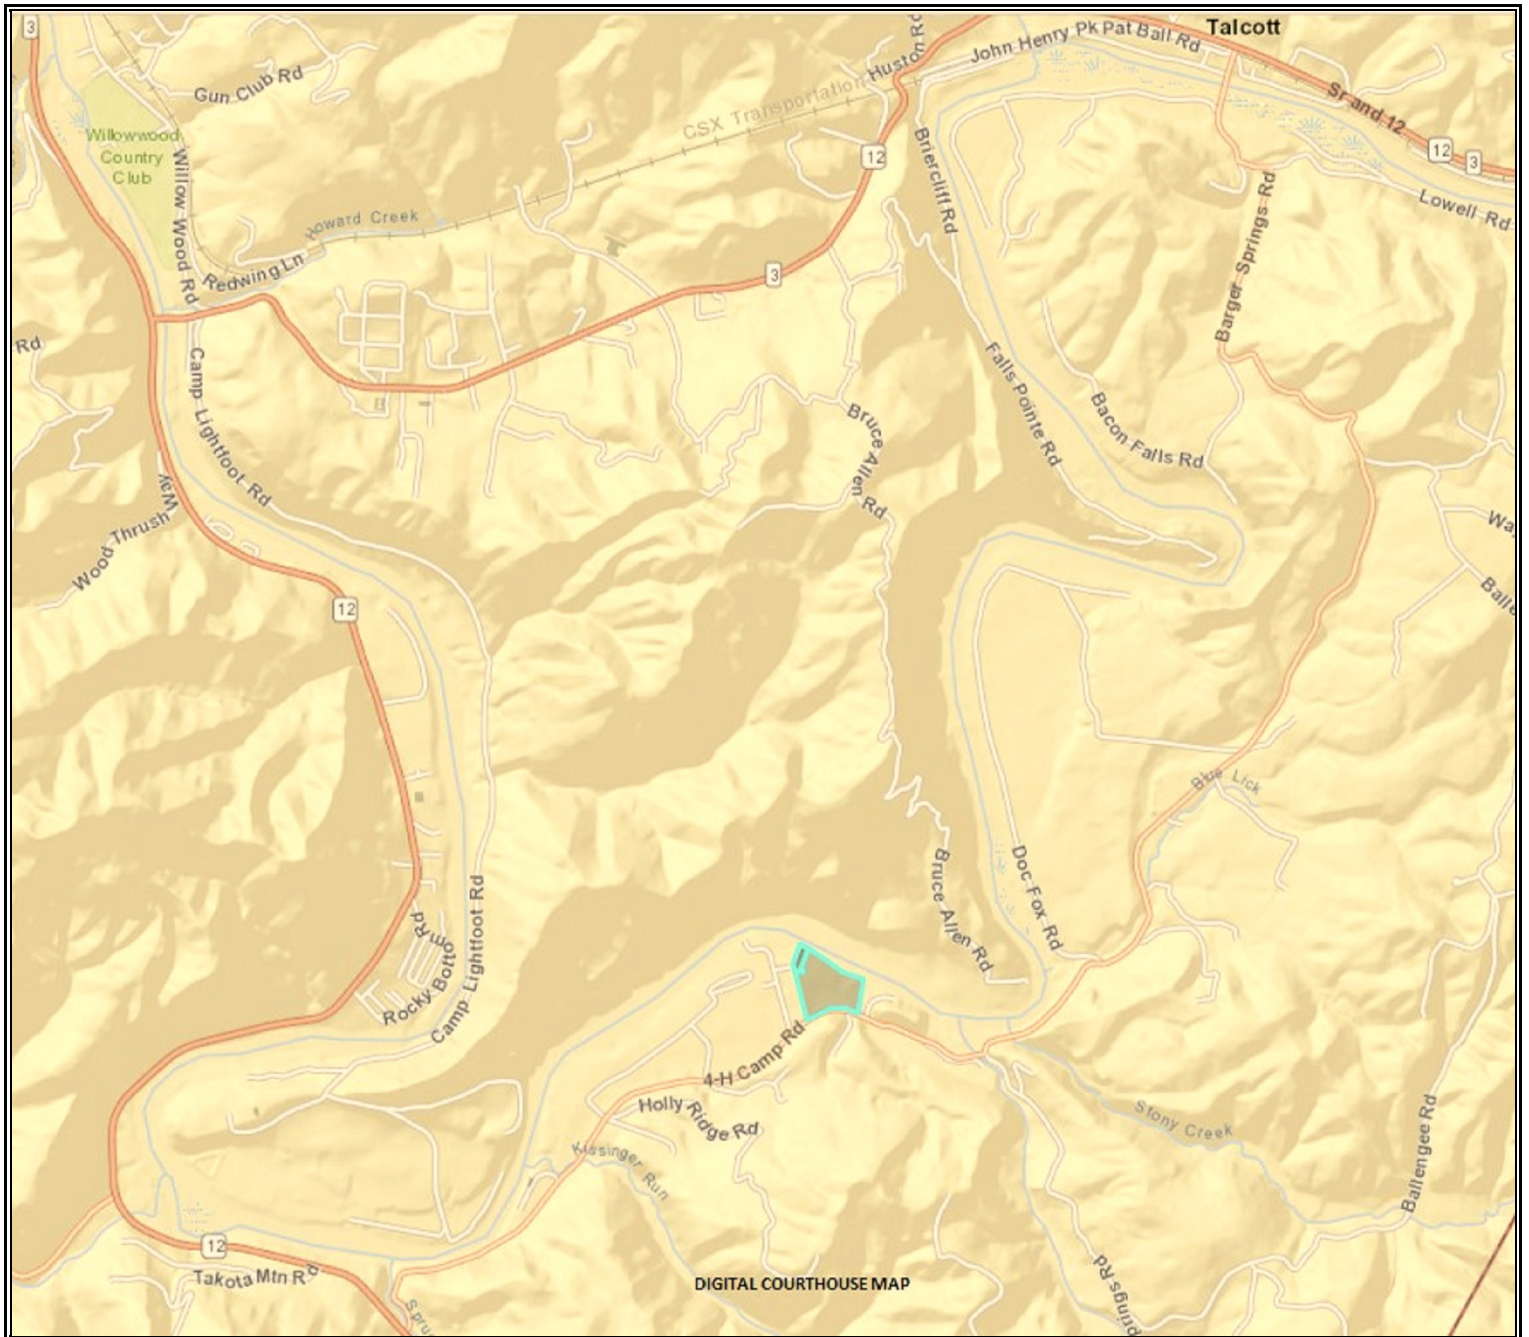 3
Talcott
John Henry Pk Pat Ball Rd
Huston Rd
Gun Club Rd
CSX Transportation
Sr and 12
Willowwood
Country
Club
12
12
3
Willow Wood Rd
Briercliff Rd
Howard Creek
Lowell Rd
Redwing Ln
3
Barger Springs Rd
Rd
Camp Lightfoot Rd
Falls Pointe Rd
Bacon Falls Rd
Bruce Allen Rd
Wood Thrush Way
12
Blue Lick
Doc Fox Rd
Bruce Allen Rd
Camp Lightfoot Rd
Rocky Bottom Rd
4-H Camp Rd
Holly Ridge Rd
Stony Creek
Kissinger Run
Ballengee Rd
12
Takota Mtn Rd
DIGITAL COURTHOUSE MAP